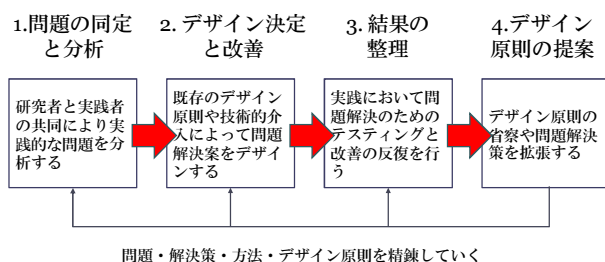 1.問題の同定
と分析
2. デザイン決定
と改善
3. 結果の
整理
4.デザイン
原則の提案
研究者と実践者
の共同により実
践的な問題を分
析する
既存のデザイン
原則や技術的介
入によって問題
解決案をデザイ
ンする
実践において問
題解決のための
テスティングと
改善の反復を行
う
デザイン原則の
省察や問題解決
策を拡張する
問題・解決策・方法・デザイン原則を精錬していく